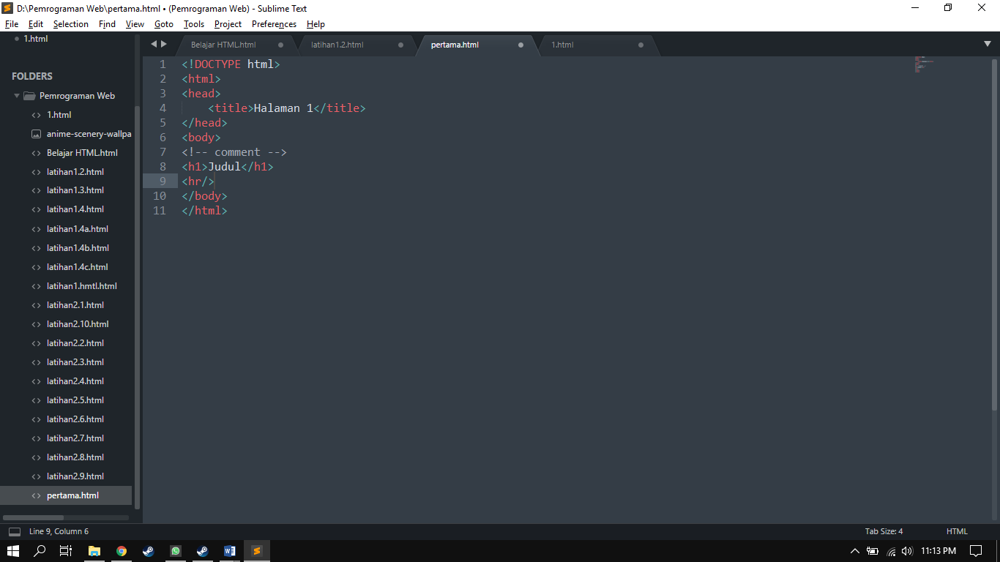 D:\Pemrograman Web\pertama.html • (Pemrograman Web) - Sublime Text
File Edit Selection Find View Goto Tools Project Preferences Help
1.html
FOLDERS
Pemrograman Web
1.html
anime-scenery-wallpa
Belajar HTML.html
latihan1.2.html
latihan1.3.html
latihan1.4.html
latihan1.4a.html
latihan1.4b.html
latihan1.4c.html
latihan1.hmtl.html
latihan2.1.html
latihan2.10.html
latihan2.2.html
latihan2.3.html
latihan2.4.html
latihan2.5.html
latihan2.6.html
latihan2.7.html
latihan2.8.html
latihan2.9.html
pertama.html
Belajar HTML.html latihan1.2.html pertama.html 1.html
1 <!DOCTYPE html>
2 <html>
3 <head>
4     <title>Halaman 1</title>
5 </head>
6 <body>
7 <!-- comment -->
8 <h1>Judul</h1>
9 <hr/>
10 </body>
11 </html>
Line 9, Column 6 Tab Size: 4 HTML
11:13 PM